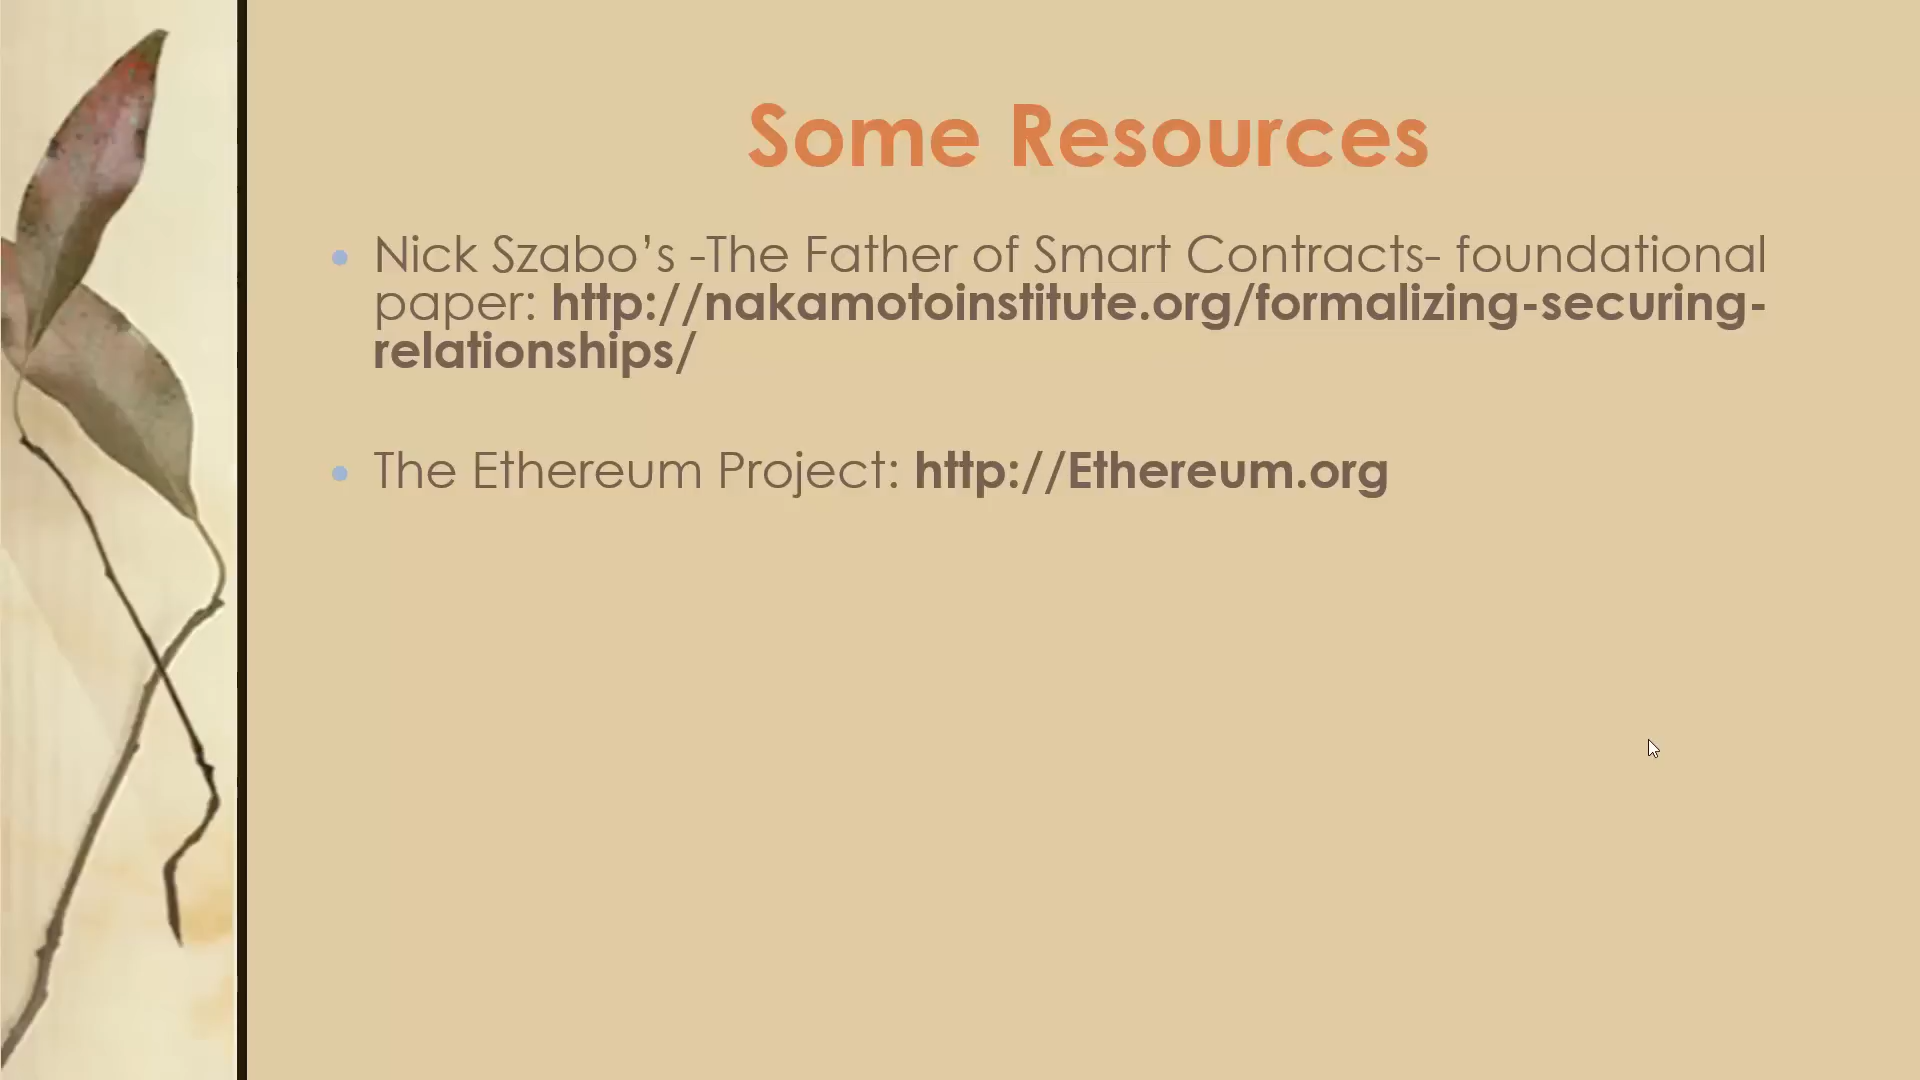 Some Resources
Nick Szabo’s -The Father of Smart Contracts- foundational
paper: http://nakamotoinstitute.org/formalizing-securing-
relationships/
The Ethereum Project: http://Ethereum.org